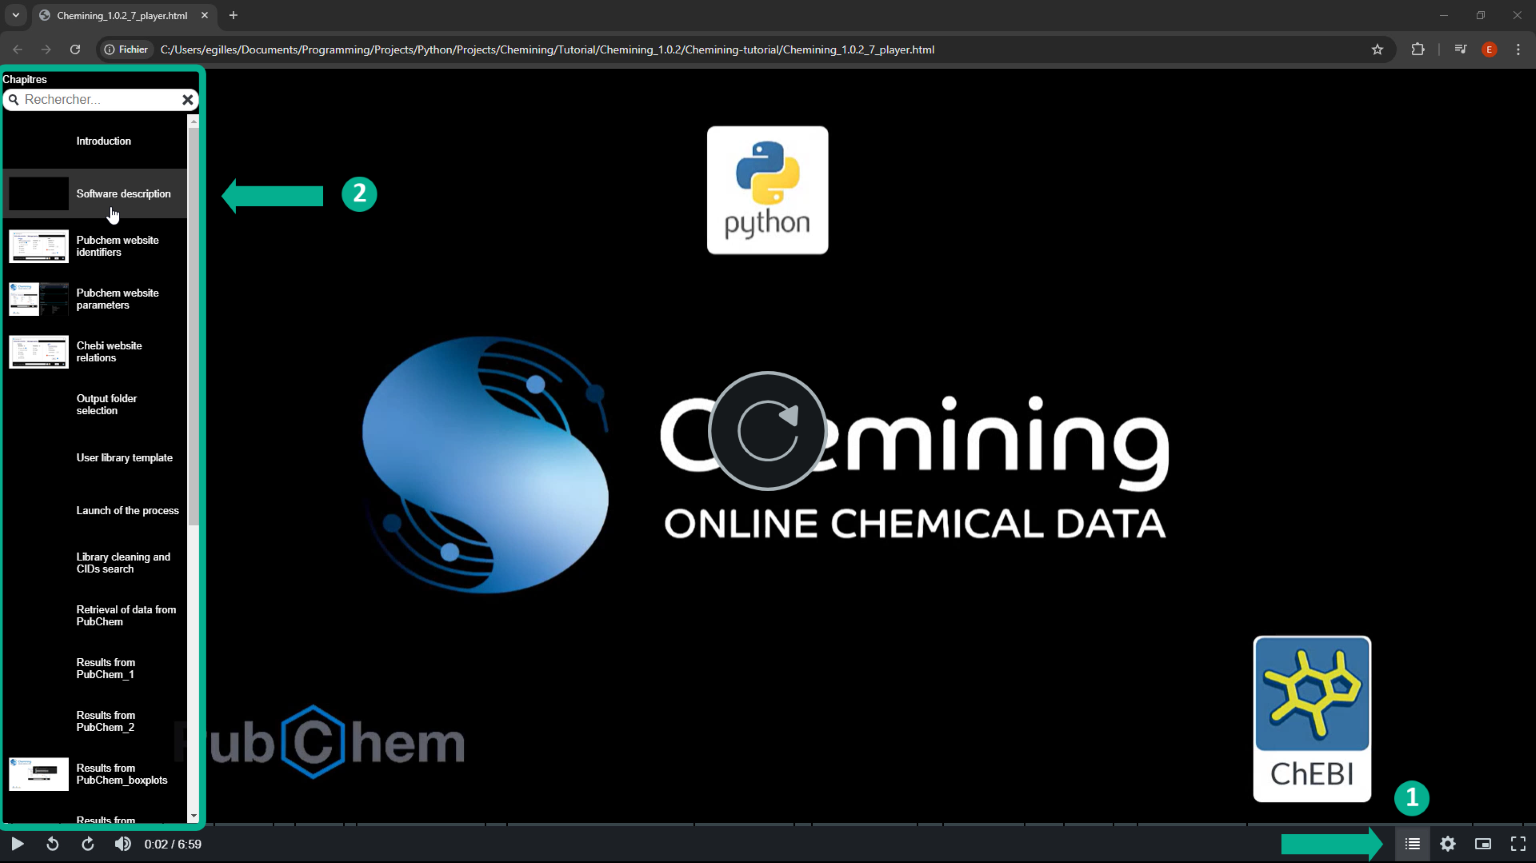 Chemining_1.0.2_7_player.html
Fichier
C:/Users/egilles/Documents/Programming/Projects/Python/Projects/Chemining/Tutorial/Chemining_1.0.2/Chemining-tutorial/Chemining_1.0.2_7_player.html
E
Chapitres
Rechercher...
Introduction
Software description
Pubchem website
identifiers
Pubchem website
parameters
Chebi website
relations
Output folder
selection
User library template
Launch of the process
Library cleaning and
CIDs search
Retrieval of data from
PubChem
Results from
PubChem_1
Results from
PubChem_2
Results from
PubChem_boxplots
Results from
2
python
Chemining
ONLINE CHEMICAL DATA
PubChem
ChEBI
1
0:02 / 6:59